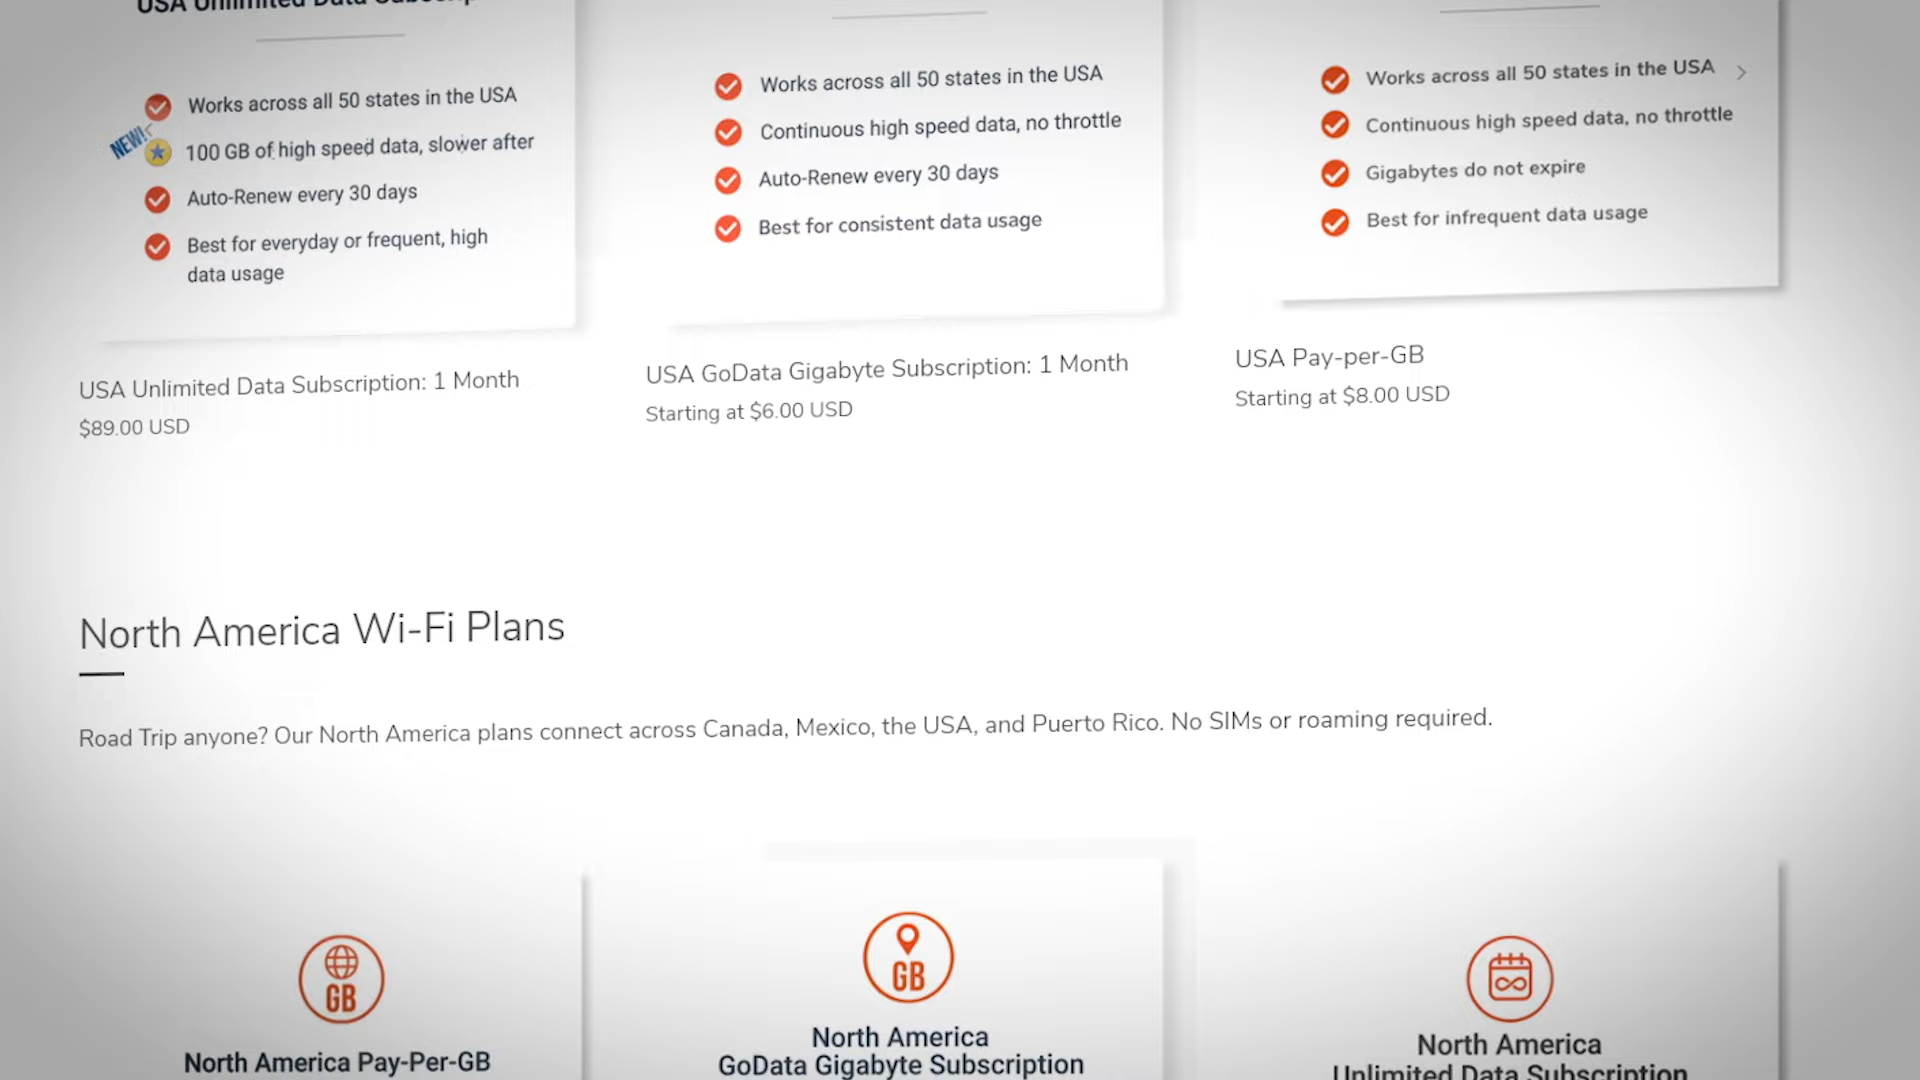 USA Unlimited Data Subscrip
Works across all 50 states in the USA
NEW!
100 GB of high speed data, slower after
Auto-Renew every 30 days
Best for everyday or frequent, high
data usage
USA Unlimited Data Subscription: 1 Month
$89.00 USD
Works across all 50 states in the USA
Continuous high speed data, no throttle
Auto-Renew every 30 days
Best for consistent data usage
USA GoData Gigabyte Subscription: 1 Month
Starting at $6.00 USD
Works across all 50 states in the USA
Continuous high speed data, no throttle
Gigabytes do not expire
Best for infrequent data usage
USA Pay-per-GB
Starting at $8.00 USD
North America Wi-Fi Plans
Road Trip anyone? Our North America plans connect across Canada, Mexico, the USA, and Puerto Rico. No SIMs or roaming required.
GB
North America Pay-Per-GB
GB
North America
GoData Gigabyte Subscription
North America
Unlimited Data Subscription